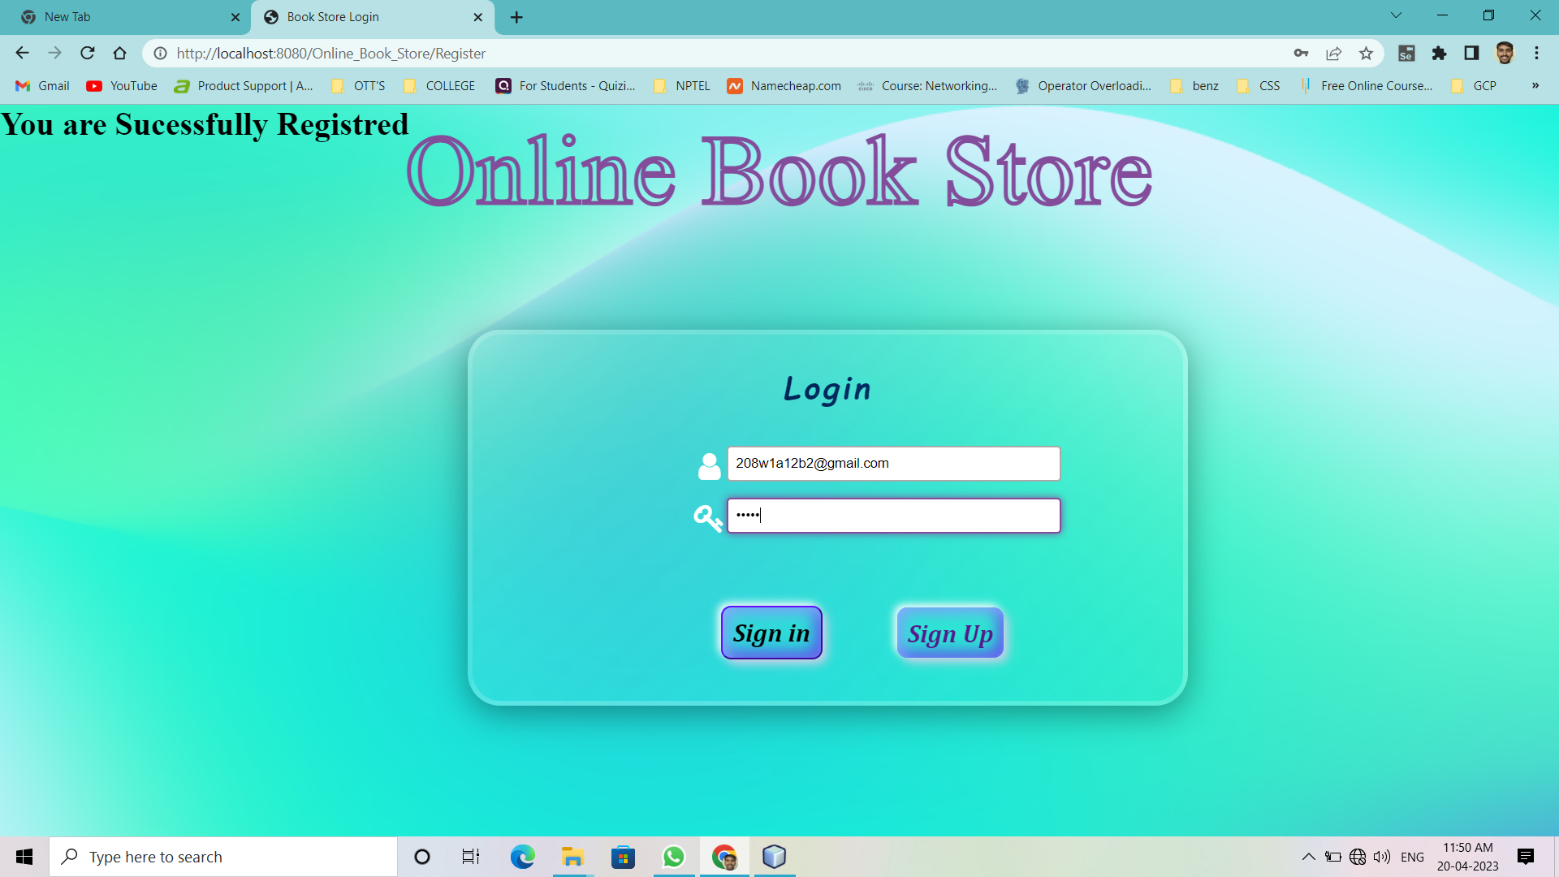 New Tab
Book Store Login
http://localhost:8080/Online_Book_Store/Register
Se
Gmail
YouTube
Product Support | A...
OTT'S
COLLEGE
For Students - Quizi...
NPTEL
Namecheap.com
Course: Networking...
Operator Overloadi...
benz
CSS
Free Online Course...
GCP
»
You are Sucessfully Registred
Online Book Store
Login
208w1a12b2@gmail.com
•••••
Sign in
Sign Up
Type here to search
ENG
11:50 AM
20-04-2023